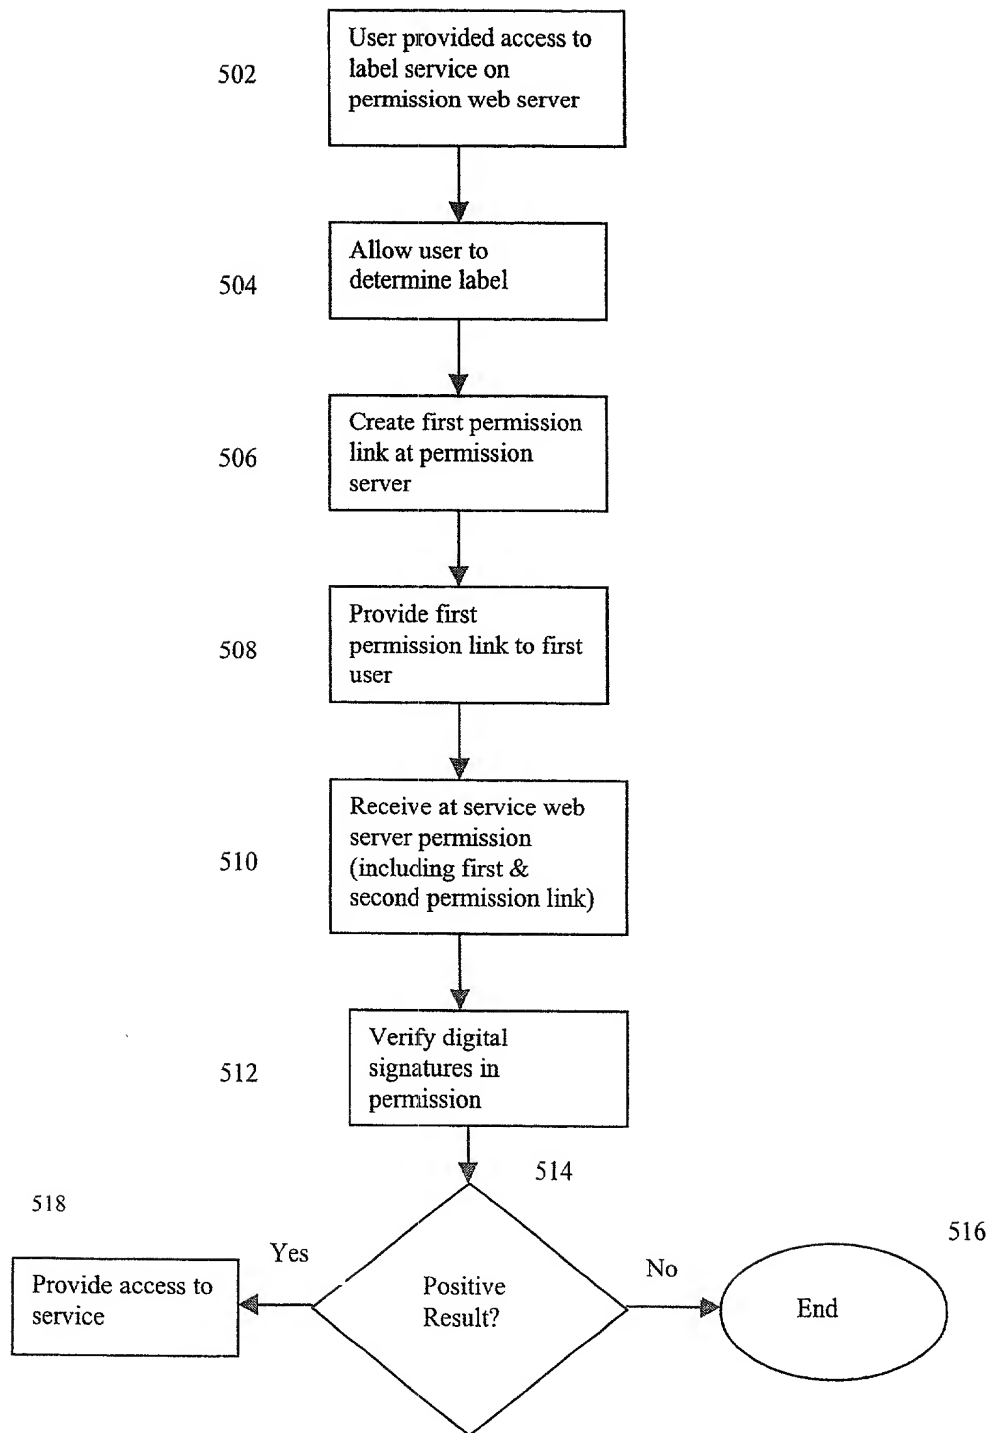 User provided access to
label service on
permission web server
502
Allow user to
determine label
504
Create first permission
link at permission
server
506
Provide first
permission link to first
user
508
Receive at service web
server permission
(including first &
second permission link)
510
Verify digital
signatures in
permission
512
514
518
516
Yes
No
Provide access to
service
Positive
Result?
End